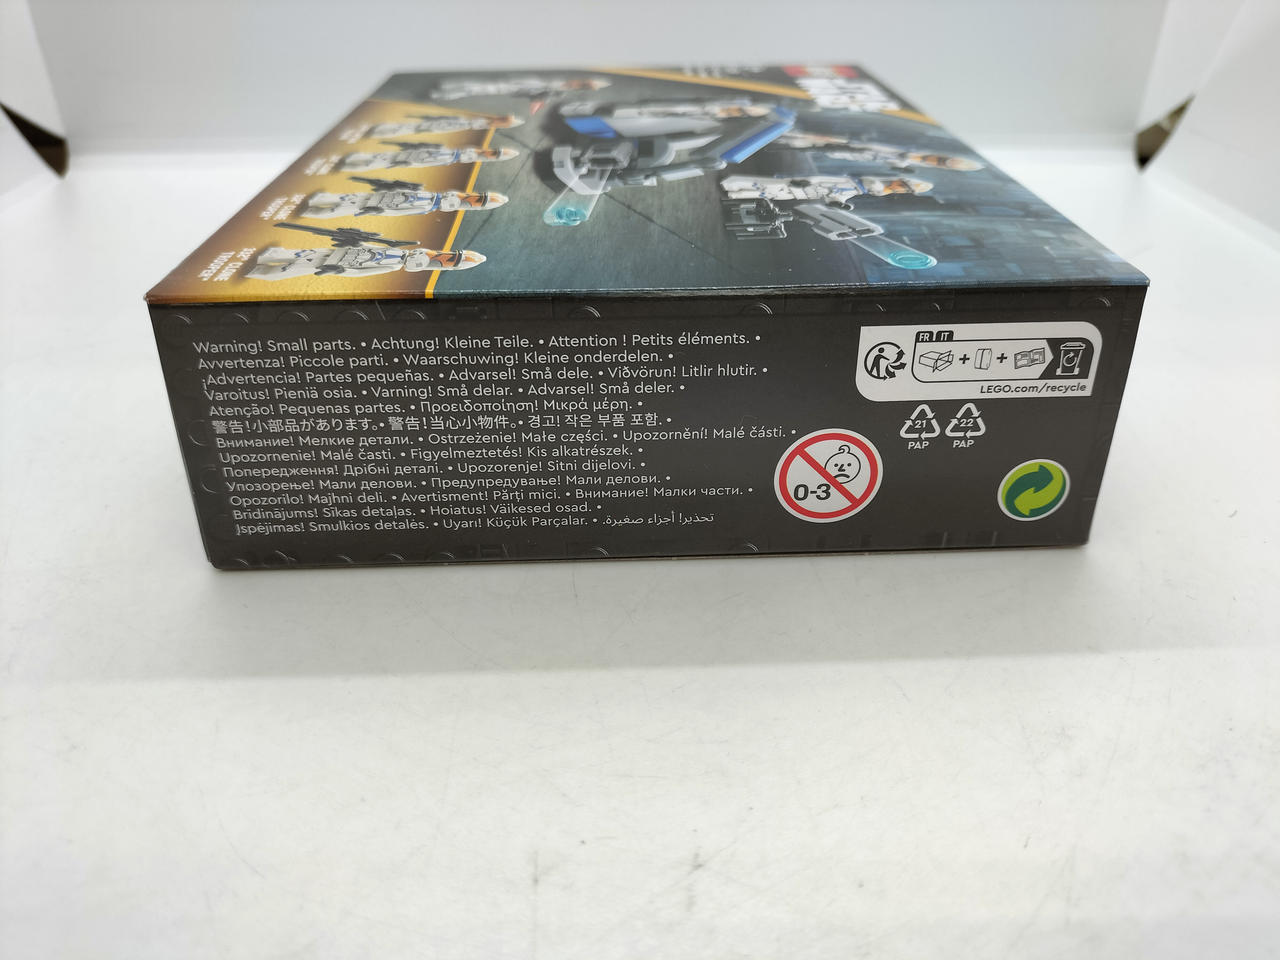 332ⁿᵈ CLONE
TROOPER™
332ⁿᵈ CLONE
TROOPER™
Warning! Small parts. • Achtung! Kleine Teile. • Attention ! Petits éléments. •
Avvertenza! Piccole parti. • Waarschuwing! Kleine onderdelen. •
¡Advertencia! Partes pequeñas. • Advarsel! Små dele. • Viðvörun! Litlir hlutir. •
Varoitus! Pieniä osia. • Varning! Små delar. • Advarsel! Små deler. •
Atenção! Pequenas partes. • Προειδοποίηση! Μικρά μέρη. •
警告!小部品があります。• 警告!当心小物件。• 경고! 작은 부품 포함. •
Внимание! Мелкие детали. • Ostrzeżenie! Małe części. • Upozornění! Malé části. •
Upozornenie! Malé časti. • Figyelmeztetés! Kis alkatrészek. •
Попередження! Дрібні деталі. • Upozorenje! Sitni dijelovi. •
Упозорење! Мали делови. • Предупредување! Мали делови. •
Opozorilo! Majhni deli. • Avertisment! Părți mici. • Внимание! Малки части. •
Brīdinājums! Sīkas detaļas. • Hoiatus! Väikesed osad. •
Įspėjimas! Smulkios detalės. • Uyarı! Küçük Parçalar. • تحذير! أجزاء صغيرة.
FR IT
+ +
LEGO.com/recycle
21 22
PAP PAP
0-3